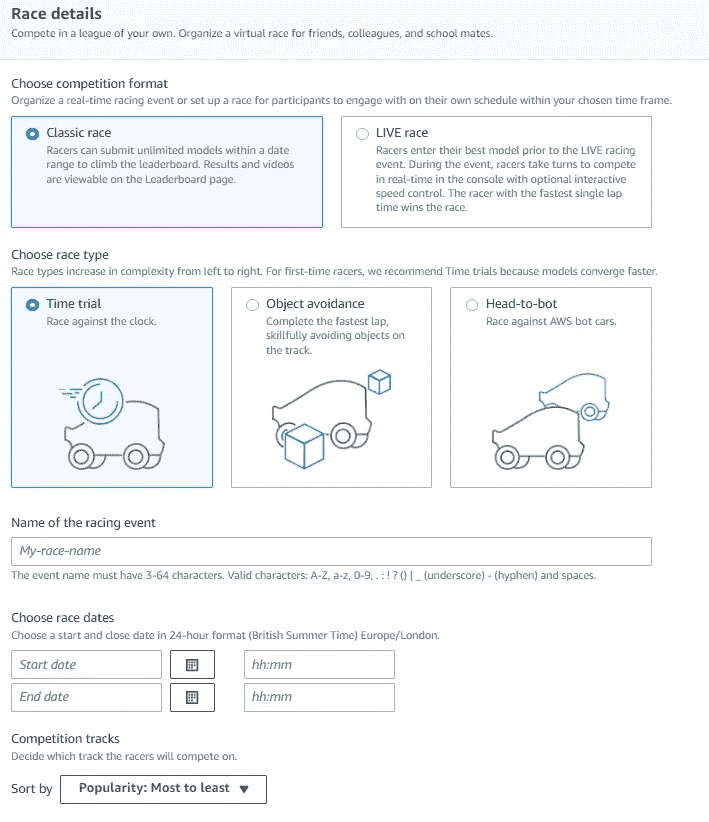 Race details
Compete in a league of your own. Organize a virtual race for friends, colleagues, and school mates.
Choose competition format
Organize a real-time racing event or set up a race for participants to engage with on their own schedule within your chosen time frame.
Classic race
Racers can submit unlimited models within a date
range to climb the leaderboard. Results and videos
are viewable on the Leaderboard page.
LIVE race
Racers enter their best model prior to the LIVE racing
event. During the event, racers take turns to compete
in real-time in the console with optional interactive
speed control. The racer with the fastest single lap
time wins the race.
Choose race type
Race types increase in complexity from left to right. For first-time racers, we recommend Time trials because models converge faster.
Time trial
Race against the clock.
Object avoidance
Complete the fastest lap,
skillfully avoiding objects on
the track.
Head-to-bot
Race against AWS bot cars.
Name of the racing event
My-race-name
The event name must have 3-64 characters. Valid characters: A-Z, a-z, 0-9, . : ! ? () | _ (underscore) - (hyphen) and spaces.
Choose race dates
Choose a start and close date in 24-hour format (British Summer Time) Europe/London.
Start date
hh:mm
End date
hh:mm
Competition tracks
Decide which track the racers will compete on.
Sort by
Popularity: Most to least